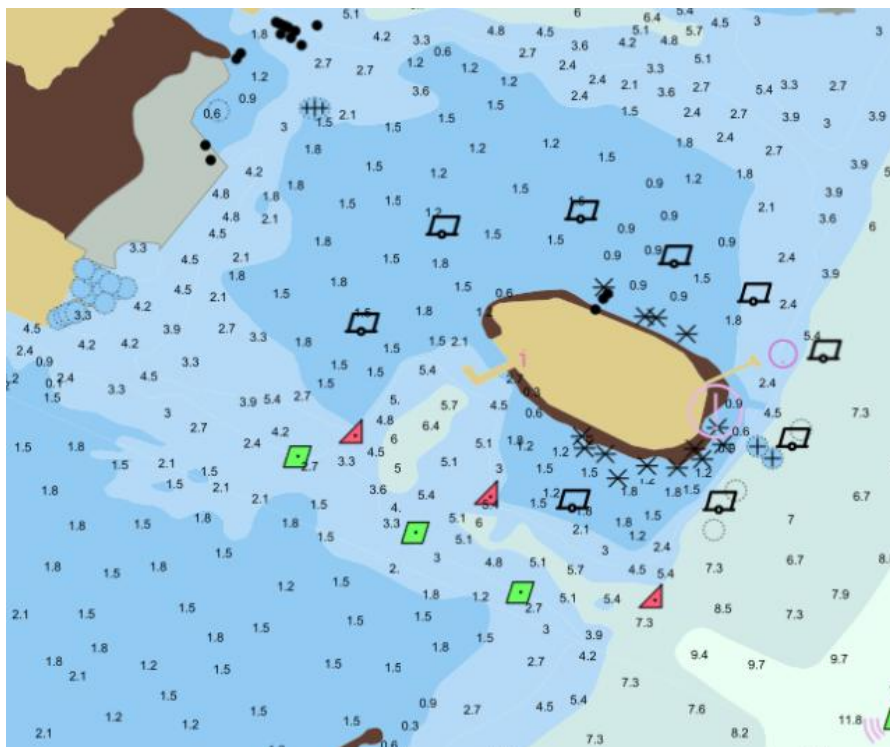 5.1 6 6.4 5.4 4.5 3
1.8 4.2 3.3 4.8 4.5 5.1 5.7 3
0.6 2.7 3.6 4.2 4.8
2.7 2.7 1.2 1.2 2.4 3.3 5.1
1.2 1.2 2.4 2.1 2.7 5.4 3.3 2.7
0.9 3.6 1.5 2.4 3.6
0,6 2.1 1.5 1.5 2.4 2.7 3.9 3.9
3 1.5 1.5 3 2.4
1.8 1.2 1.2 1.2 1.8 2.7
4.2 1.5 1.5 1.5 3.9
1.8 1.5 0.9 1.2 1.8
4.8 1.8 1.5 1.5 1.5 3.9
4.8 2.1 1.2 0.9 2.1 3.6
4.5 1.8 1.5 1.5 0.9 0.9 6
3.3 2.1 1.5 0.9 0.9 2.4
4.5 1.8 1.8 1.5 3.9
4.5 2.1 1.5 1.8 1.5 0.6 0.9 0.9 2.4
4.2 1.5 1.8 1.8
4.5 3.3 3.9 2.7 3.3 1.8 1.5 2.1 5.4
2.4 4.2 4.2 1.5
0.9 3.3 1.5 5.4 2.4
2.4 0.1 3.3 4.5 1.5
1.5 3.9 5.4 2.7 5.7 4.5 0.3 0.9
3 4.8 6.4 0.6 4.5 7.3
2.7 4.2 6 0.6
1.5 1.8 2.4 4.5 5.1 1.8 1.2 1.2
1.5 2.1 2.7 3.3 5 5.1 3 1.5 1.5 1.2
1.8 1.5 1.5 2.1 3.6 5.4 1.2 1.8 1.8 1.5 6.7
2.1 1.5
1.8 1.5 1.8 1.5 3.3 5.1 6 2.1 1.8 1.5 7
5.1 1.2
3 3 2.4
1.8 1.5 1.8 4.8 5.1 5.7 4.5 5.4 7.3 6.7
1.2 1.5 1.8 1.2 5.1 5.4 7.9
2.1 1.5 1.5 2.7 8.5 7.3
1.5 1.8 1.5 1.8 1.5 3 3.9 7.3
1.8 1.2 1.5 1.5 2.7 4.2 9.4 9.7 9.7
2.1 7.3
1.5 0.9 2.7 4.5 5.4 7.6
2.1 1.2 1.2 1.5 1.5 0.3 8.2 11.8
0.6 7.3